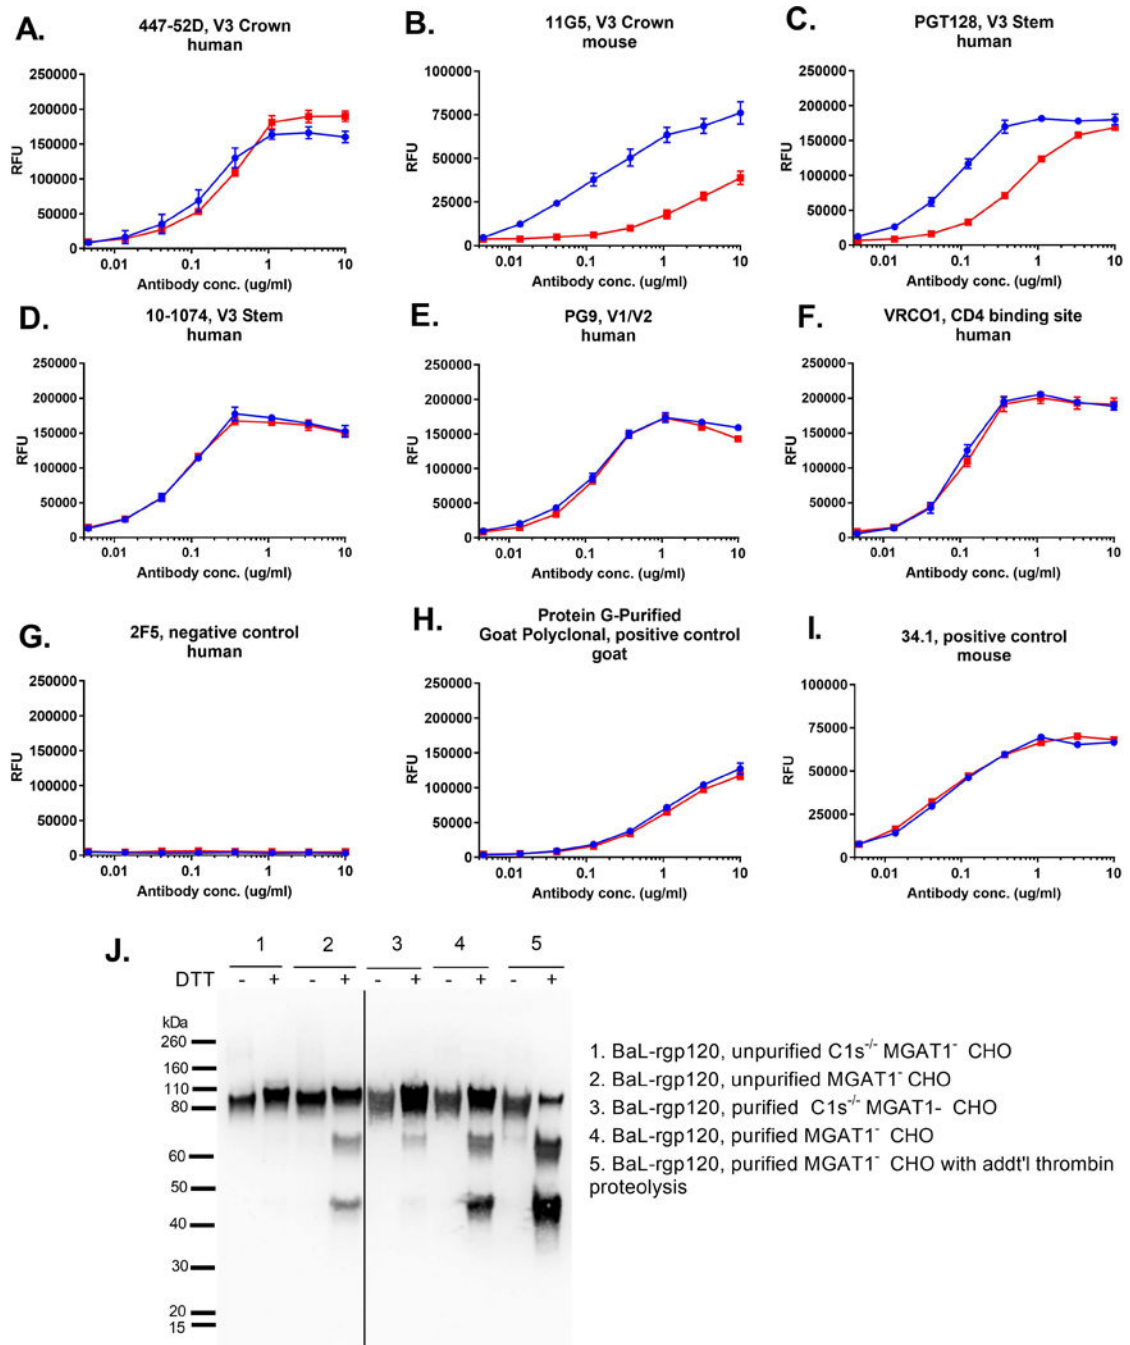 A.
447-52D, V3 Crown
human
250000
200000
150000
100000
50000
0
RFU
0.01 0.1 1 10
Antibody conc. (ug/ml)
B.
11G5, V3 Crown
mouse
100000
75000
50000
25000
0
RFU
0.01 0.1 1 10
Antibody conc. (ug/ml)
C.
PGT128, V3 Stem
human
250000
200000
150000
100000
50000
0
RFU
0.01 0.1 1 10
Antibody conc. (ug/ml)
D.
10-1074, V3 Stem
human
250000
200000
150000
100000
50000
0
RFU
0.01 0.1 1 10
Antibody conc. (ug/ml)
E.
PG9, V1/V2
human
250000
200000
150000
100000
50000
0
RFU
0.01 0.1 1 10
Antibody conc. (ug/ml)
F.
VRCO1, CD4 binding site
human
250000
200000
150000
100000
50000
0
RFU
0.01 0.1 1 10
Antibody conc. (ug/ml)
G.
2F5, negative control
human
250000
200000
150000
100000
50000
0
RFU
0.01 0.1 1 10
Antibody conc. (ug/ml)
H.
Protein G-Purified
Goat Polyclonal, positive control
goat
250000
200000
150000
100000
50000
0
RFU
0.01 0.1 1 10
Antibody conc. (ug/ml)
I.
34.1, positive control
mouse
100000
75000
50000
25000
0
RFU
0.01 0.1 1 10
Antibody conc. (ug/ml)
J.
1 2 3 4 5
DTT - + - + - + - + - +
kDa
260
160
110
80
60
50
40
30
20
15
1. BaL-rgp120, unpurified C1s-/- MGAT1- CHO
2. BaL-rgp120, unpurified MGAT1- CHO
3. BaL-rgp120, purified C1s-/- MGAT1- CHO
4. BaL-rgp120, purified MGAT1- CHO
5. BaL-rgp120, purified MGAT1- CHO with addt'l thrombin
proteolysis